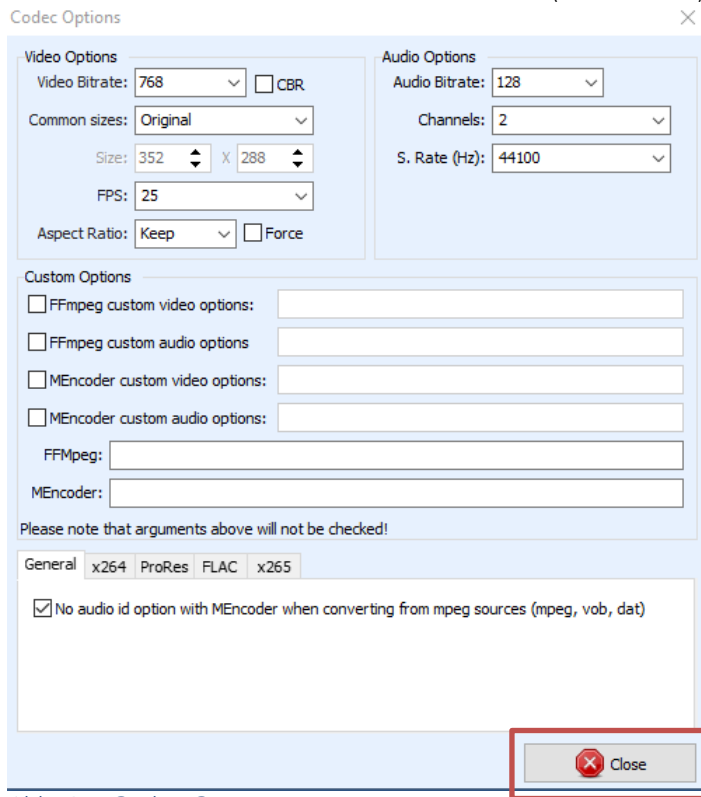 Codec Options
Video Options
Video Bitrate: 768 CBR
Common sizes: Original
Size: 352 X 288
FPS: 25
Aspect Ratio: Keep Force
Audio Options
Audio Bitrate: 128
Channels: 2
S. Rate (Hz): 44100
Custom Options
FFmpeg custom video options:
FFmpeg custom audio options
MEncoder custom video options:
MEncoder custom audio options:
FFMpeg:
MEncoder:
Please note that arguments above will not be checked!
General x264 ProRes FLAC x265
No audio id option with MEncoder when converting from mpeg sources (mpeg, vob, dat)
Close